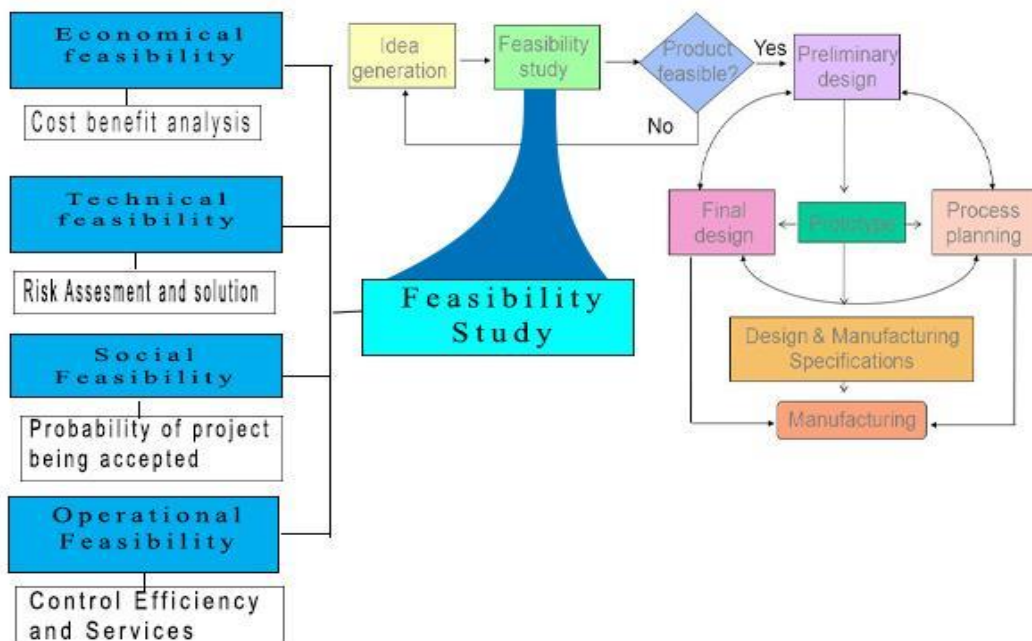 Economical
feasibility
Cost benefit analysis
Technical
feasibility
Risk Assesment and solution
Social
Feasibility
Probability of project
being accepted
Operational
Feasibility
Control Efficiency
and Services
Feasibility
Study
Idea
generation
Feasibility
study
Product
feasible?
Yes
No
Preliminary
design
Final
design
Prototype
Process
planning
Design & Manufacturing
Specifications
Manufacturing